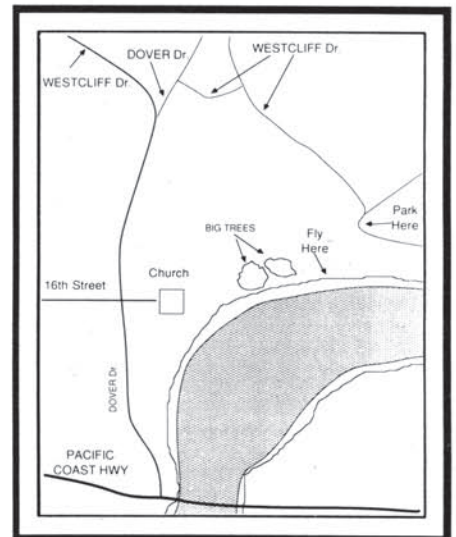 DOVER Dr.
WESTCLIFF Dr.
WESTCLIFF Dr.
Park
Here
BIG TREES
Fly
Here
Church
16th Street
DOVER Dr.
PACIFIC
COAST HWY